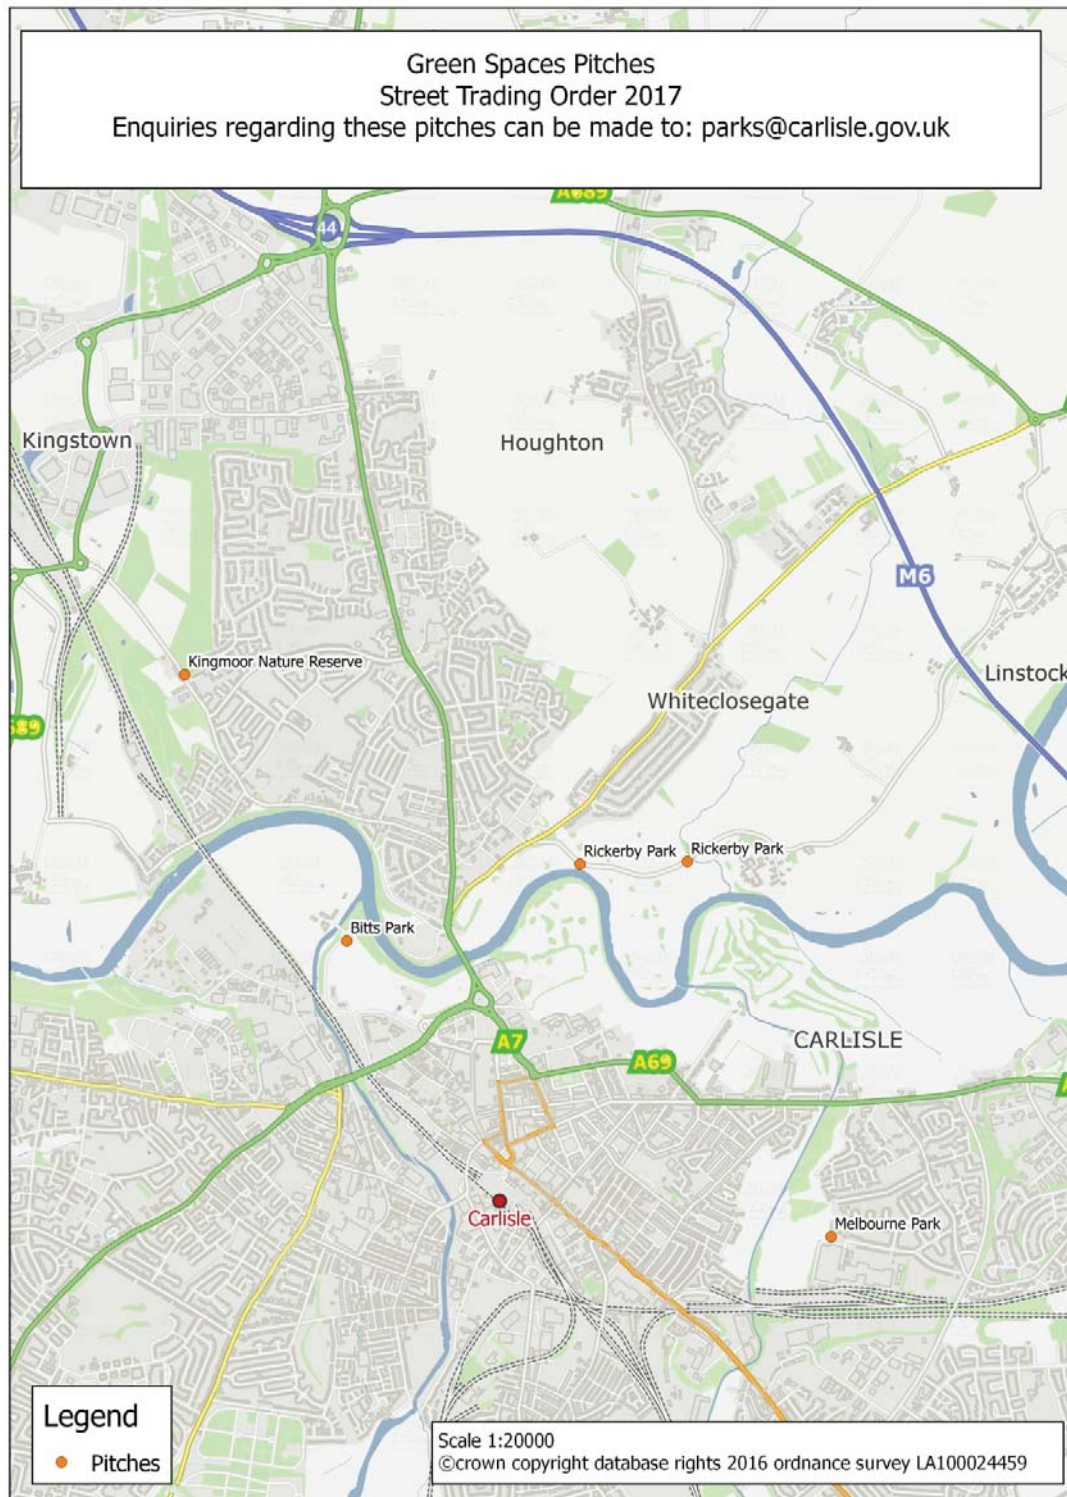 Green Spaces Pitches
Street Trading Order 2017
Enquiries regarding these pitches can be made to: parks@carlisle.gov.uk
A689
44
Kingstown
Houghton
M6
Kingmoor Nature Reserve
Linstock
Whiteclosegate
689
Rickerby Park
Rickerby Park
Bitts Park
CARLISLE
A7
A69
Carlisle
Melbourne Park
Legend
Pitches
Scale 1:20000
©crown copyright database rights 2016 ordnance survey LA100024459